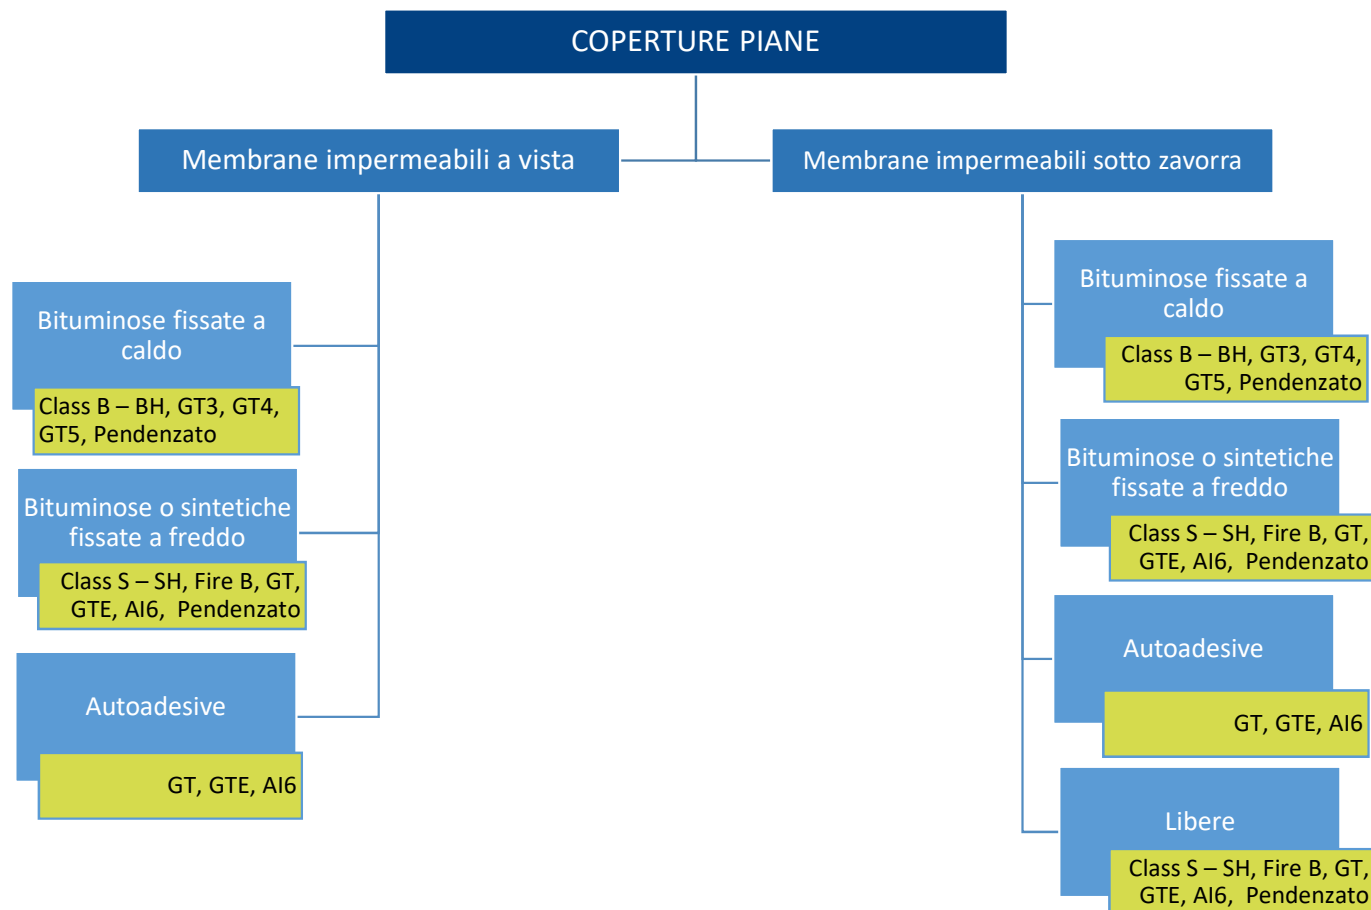 COPERTURE PIANE
Membrane impermeabili a vista
Membrane impermeabili sotto zavorra
Bituminose fissate a
caldo
Class B – BH, GT3, GT4,
GT5, Pendenzato
Bituminose o sintetiche
fissate a freddo
Class S – SH, Fire B, GT,
GTE, AI6, Pendenzato
Autoadesive
GT, GTE, AI6
Bituminose fissate a
caldo
Class B – BH, GT3, GT4,
GT5, Pendenzato
Bituminose o sintetiche
fissate a freddo
Class S – SH, Fire B, GT,
GTE, AI6, Pendenzato
Autoadesive
GT, GTE, AI6
Libere
Class S – SH, Fire B, GT,
GTE, AI6, Pendenzato